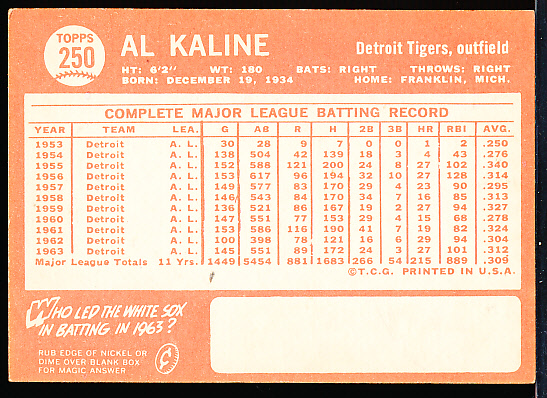 TOPPS
250
AL KALINE
Detroit Tigers, outfield
HT: 6'2" WT: 180 BATS: RIGHT THROWS: RIGHT
BORN: DECEMBER 19, 1934 HOME: FRANKLIN, MICH.
COMPLETE MAJOR LEAGUE BATTING RECORD
YEAR TEAM LEA. G AB R H 2B 3B HR RBI AVG.
1953 Detroit A. L. 30 28 9 7 0 0 1 2 .250
1954 Detroit A. L. 138 504 42 139 18 3 4 43 .276
1955 Detroit A. L. 152 588 121 200 24 8 27 102 .340
1956 Detroit A. L. 153 617 96 194 32 10 27 128 .314
1957 Detroit A. L. 149 577 83 170 29 4 23 90 .295
1958 Detroit A. L. 146 543 84 170 34 7 16 85 .313
1959 Detroit A. L. 136 521 86 167 19 2 27 94 .327
1960 Detroit A. L. 147 551 77 153 29 4 15 68 .278
1961 Detroit A. L. 153 586 116 190 41 7 19 82 .324
1962 Detroit A. L. 100 398 78 121 16 6 29 94 .304
1963 Detroit A. L. 145 551 89 172 24 3 27 101 .312
Major League Totals 11 Yrs. 1449 5454 881 1683 266 54 215 889 .309
©T.C.G. PRINTED IN U.S.A.
WHO LED THE WHITE SOX
IN BATTING IN 1963?
RUB EDGE OF NICKEL OR
DIME OVER BLANK BOX
FOR MAGIC ANSWER
¢